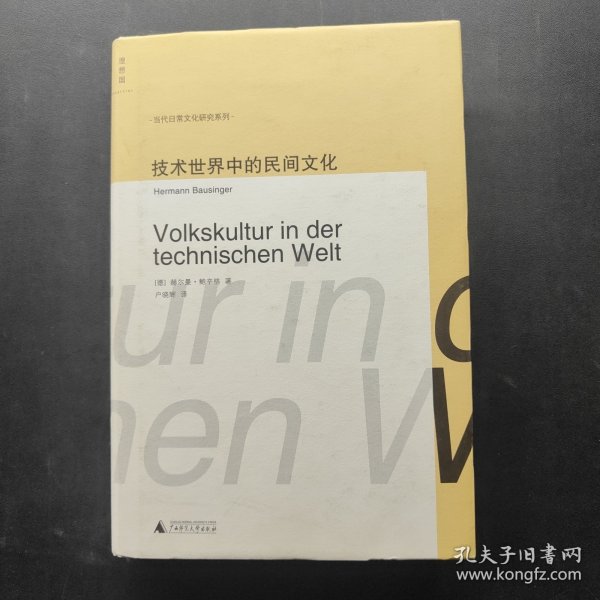 理想国
-当代日常文化研究系列-
技术世界中的民间文化
Hermann Bausinger
Volkskultur in der
technischen Welt
[德] 赫尔曼·鲍辛格 著
户晓辉 译
ur in d
hen W
广西师范大学出版社
孔夫子旧书网
www.kongfz.com